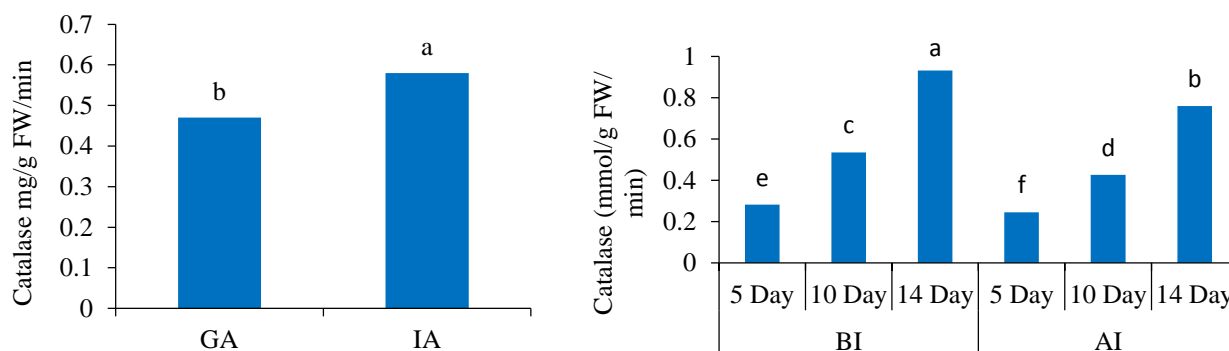 Catalase mg/g FW/min
0.7
0.6
0.5
0.4
0.3
0.2
0.1
0
b
a
GA
IA
Catalase (mmol/g FW/
min)
1
0.8
0.6
0.4
0.2
0
e
c
a
f
d
b
5 Day 10 Day 14 Day 5 Day 10 Day 14 Day
BI
AI